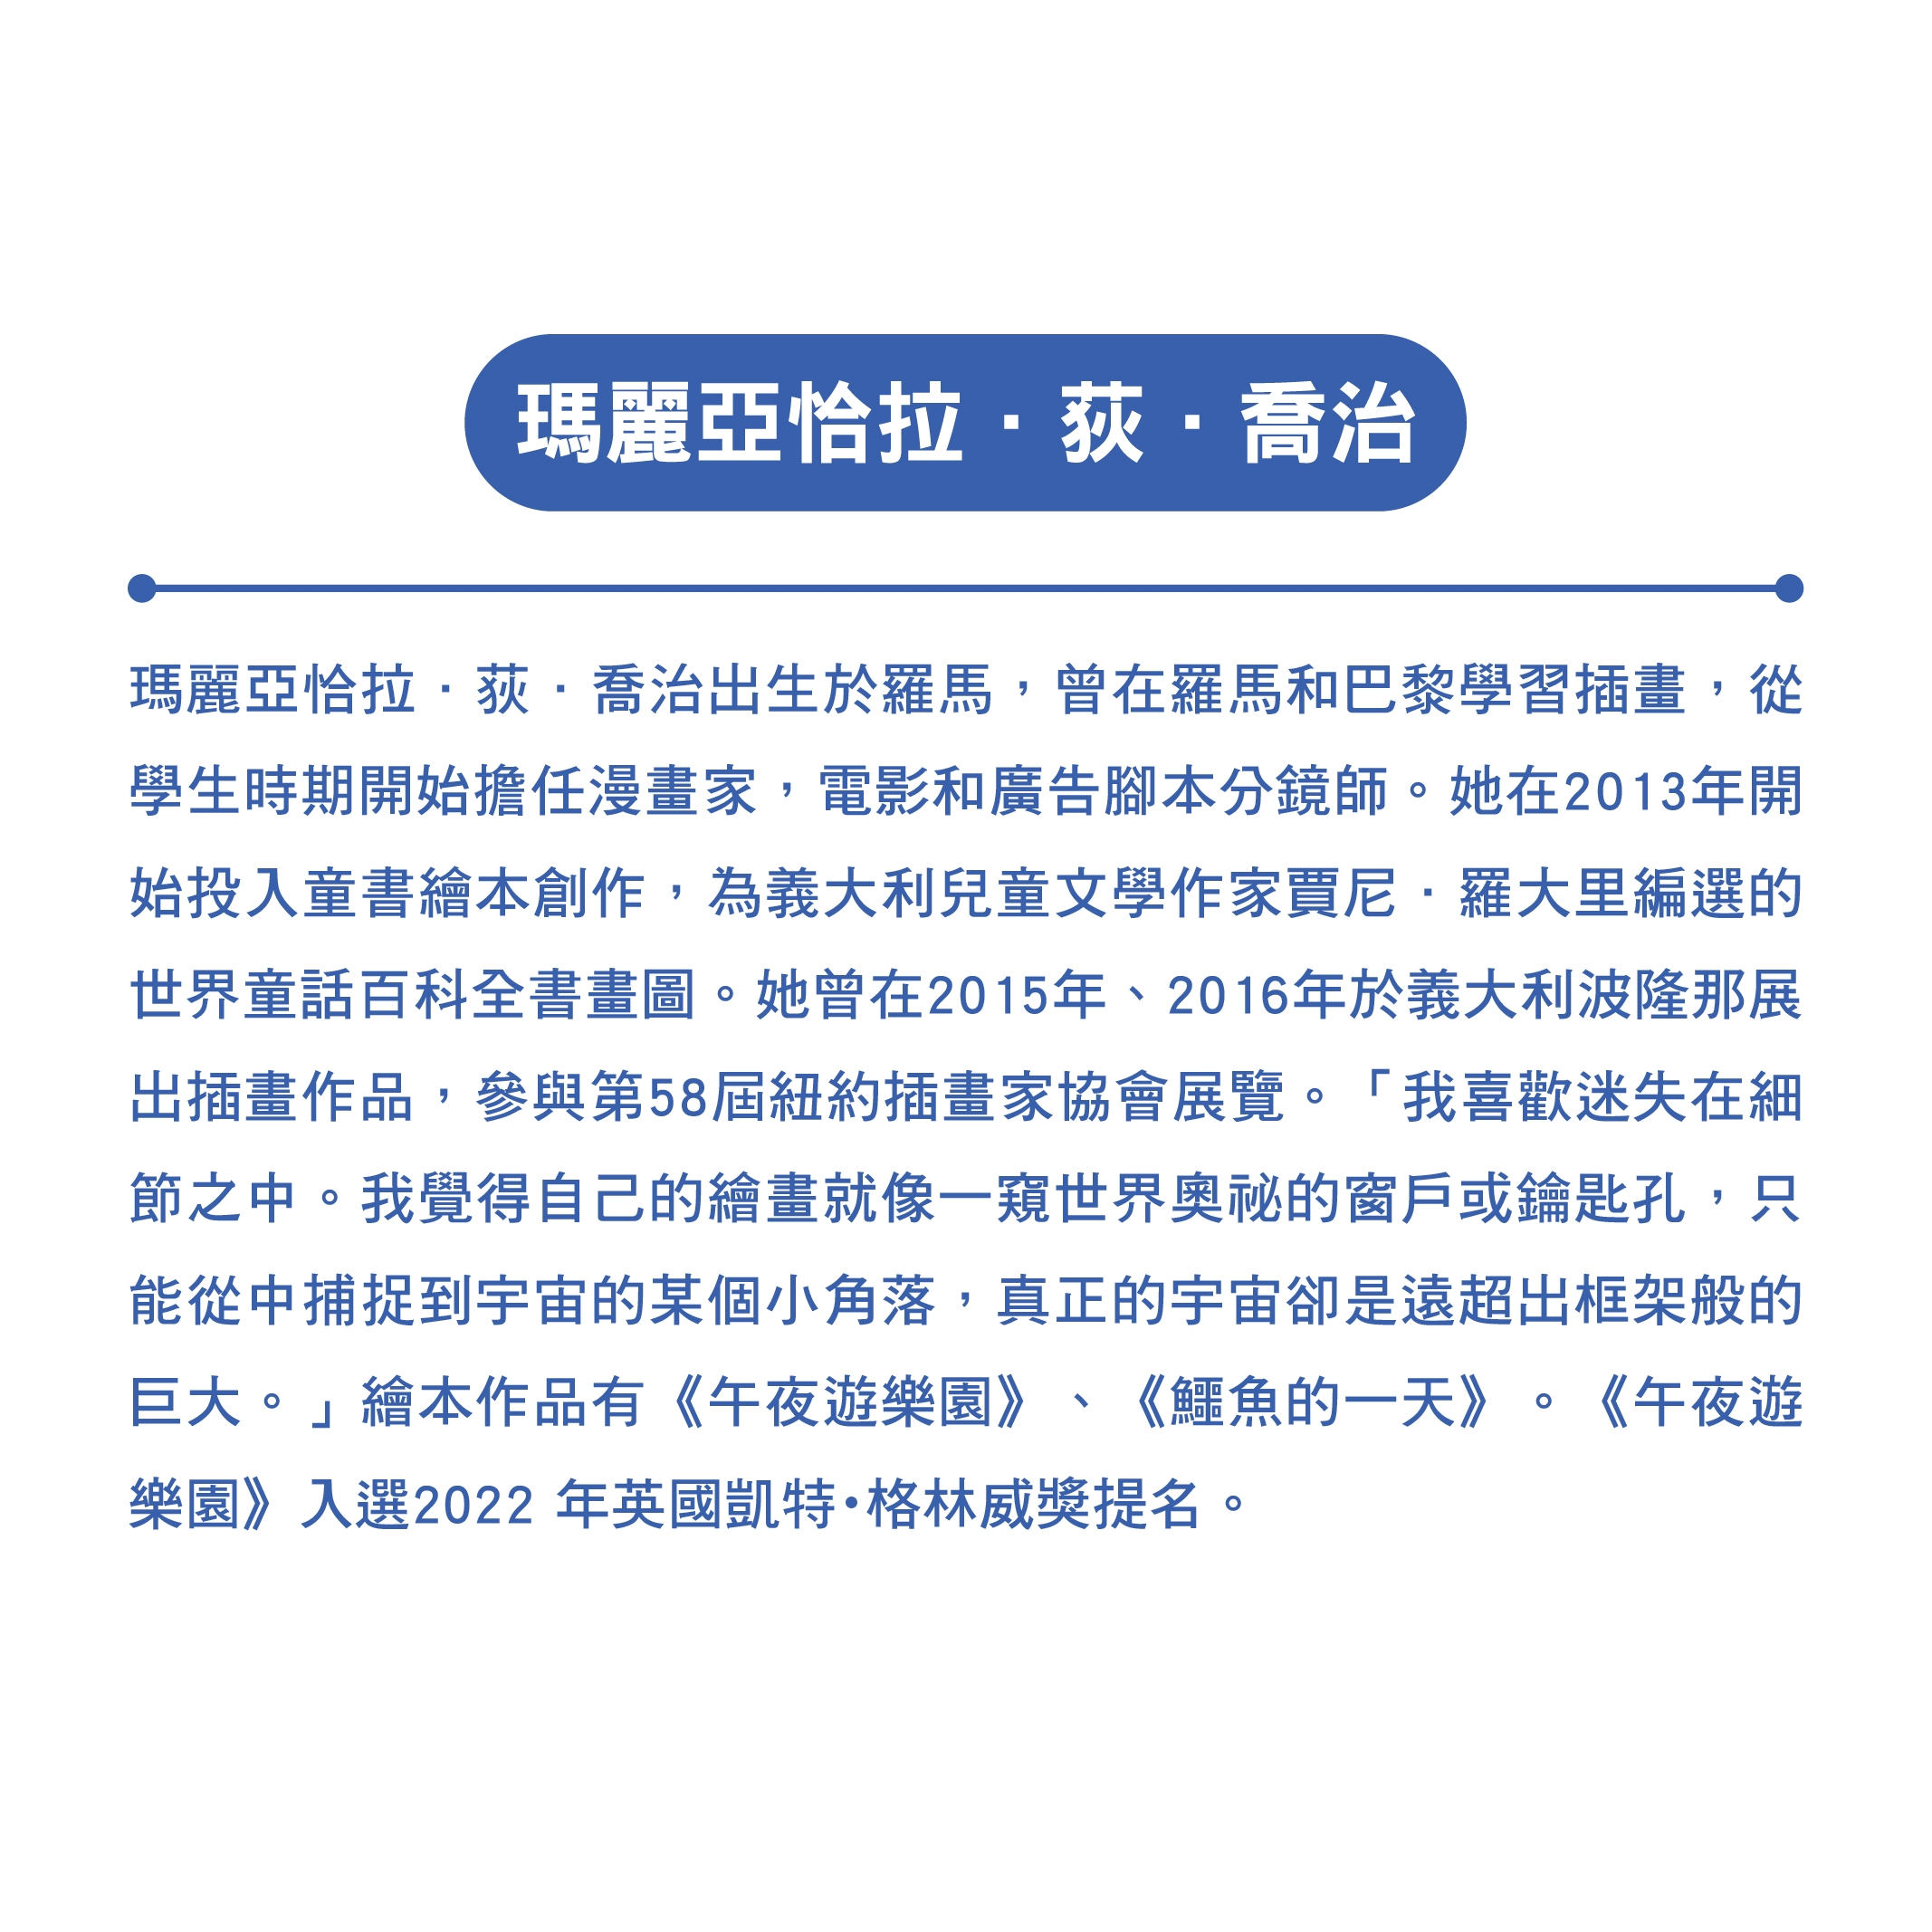 瑪麗亞恰拉・荻・喬治
瑪麗亞恰拉・荻・喬治出生於羅馬，曾在羅馬和巴黎學習插畫，從
學生時期開始擔任漫畫家，電影和廣告腳本分鏡師。她在2013年開
始投入童書繪本創作，為義大利兒童文學作家賈尼・羅大里編選的
世界童話百科全書畫圖。她曾在2015年、2016年於義大利波隆那展
出插畫作品，參與第58屆紐約插畫家協會展覽。「我喜歡迷失在細
節之中。我覺得自己的繪畫就像一窺世界奧祕的窗戶或鑰匙孔，只
能從中捕捉到宇宙的某個小角落，真正的宇宙卻是遠超出框架般的
巨大。」繪本作品有《午夜遊樂園》、《鱷魚的一天》。《午夜遊
樂園》入選2022 年英國凱特·格林威獎提名。